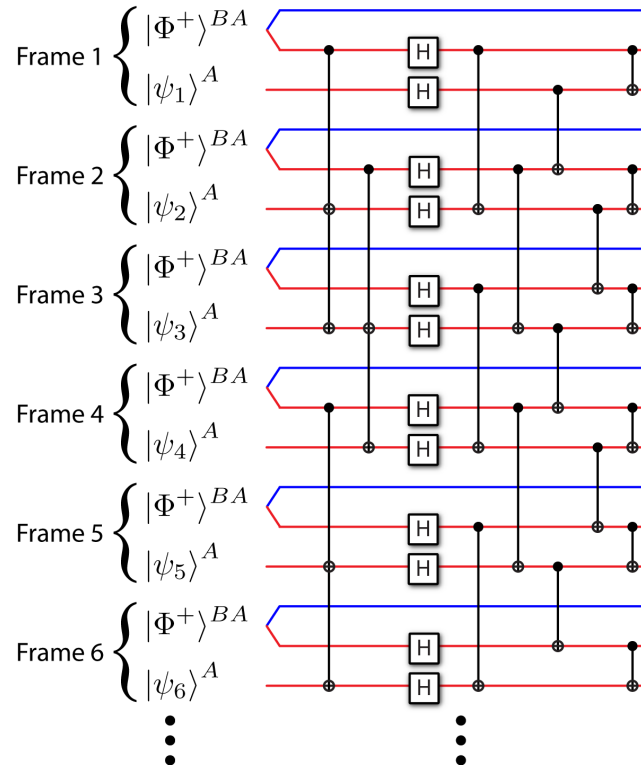 Frame 1 { |Φ⁺⟩^{BA} H
|ψ₁⟩^A H
Frame 2 { |Φ⁺⟩^{BA} H
|ψ₂⟩^A H
Frame 3 { |Φ⁺⟩^{BA} H
|ψ₃⟩^A H
Frame 4 { |Φ⁺⟩^{BA} H
|ψ₄⟩^A H
Frame 5 { |Φ⁺⟩^{BA} H
|ψ₅⟩^A H
Frame 6 { |Φ⁺⟩^{BA} H
|ψ₆⟩^A H